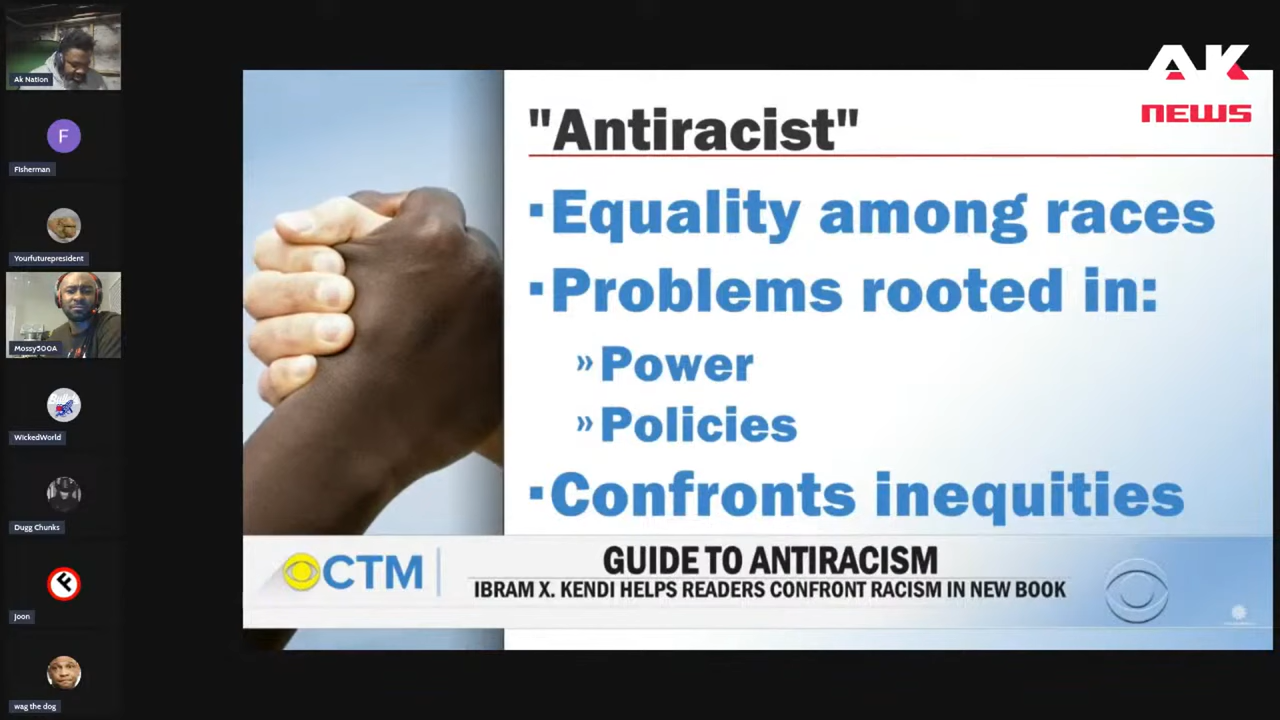 Ak Nation
F
Fisherman
Yourfuturepresident
Mossy500A
WickedWorld
Dugg Chunks
Joon
wag the dog
AK
NEWS
"Antiracist"
▪Equality among races
▪Problems rooted in:
»Power
»Policies
▪Confronts inequities
CTM
GUIDE TO ANTIRACISM
IBRAM X. KENDI HELPS READERS CONFRONT RACISM IN NEW BOOK